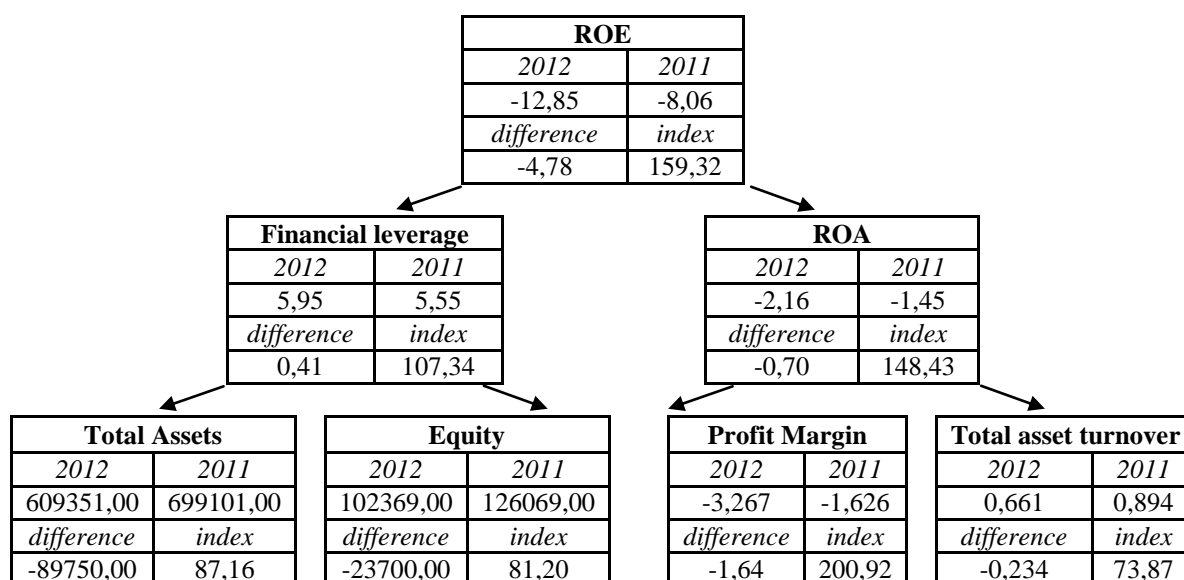 ROE
2012 2011
-12,85 -8,06
difference index
-4,78 159,32
Financial leverage
2012 2011
5,95 5,55
difference index
0,41 107,34
ROA
2012 2011
-2,16 -1,45
difference index
-0,70 148,43
Total Assets
2012 2011
609351,00 699101,00
difference index
-89750,00 87,16
Equity
2012 2011
102369,00 126069,00
difference index
-23700,00 81,20
Profit Margin
2012 2011
-3,267 -1,626
difference index
-1,64 200,92
Total asset turnover
2012 2011
0,661 0,894
difference index
-0,234 73,87